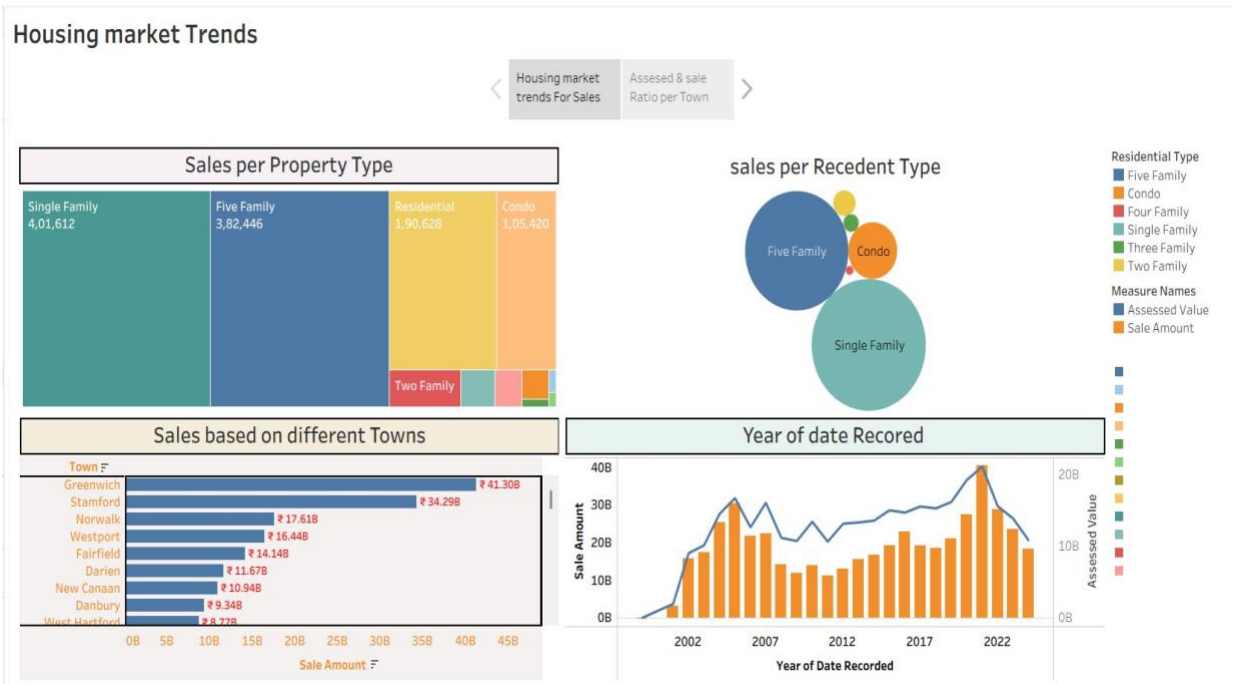 Housing market Trends
Housing market
trends For Sales
Assesed & sale
Ratio per Town
Sales per Property Type
Single Family
4,01,612
Five Family
3,82,446
Residential
1,90,628
Condo
1,05,420
Two Family
sales per Recedent Type
Five Family
Condo
Single Family
Residential Type
Five Family
Condo
Four Family
Single Family
Three Family
Two Family
Measure Names
Assessed Value
Sale Amount
Sales based on different Towns
Town
Greenwich ₹ 41.30B
Stamford ₹ 34.29B
Norwalk ₹ 17.61B
Westport ₹ 16.44B
Fairfield ₹ 14.14B
Darien ₹ 11.67B
New Canaan ₹ 10.94B
Danbury ₹ 9.34B
West Hartford ₹ 8.77B
0B 5B 10B 15B 20B 25B 30B 35B 40B 45B
Sale Amount
Year of date Recored
40B
30B
20B
10B
0B
Sale Amount
20B
10B
0B
Assessed Value
2002 2007 2012 2017 2022
Year of Date Recorded